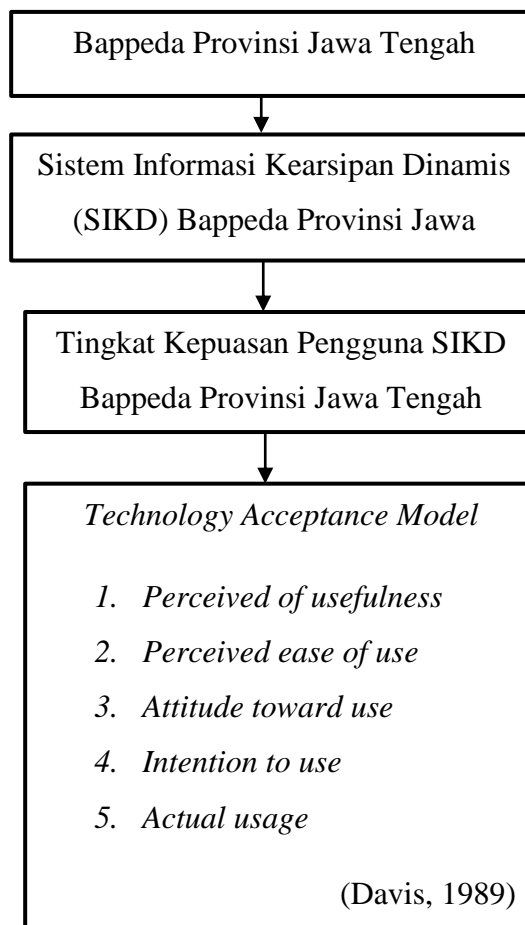 Bappeda Provinsi Jawa Tengah
Sistem Informasi Kearsipan Dinamis
(SIKD) Bappeda Provinsi Jawa
Tingkat Kepuasan Pengguna SIKD
Bappeda Provinsi Jawa Tengah
Technology Acceptance Model
1. Perceived of usefulness
2. Perceived ease of use
3. Attitude toward use
4. Intention to use
5. Actual usage
(Davis, 1989)